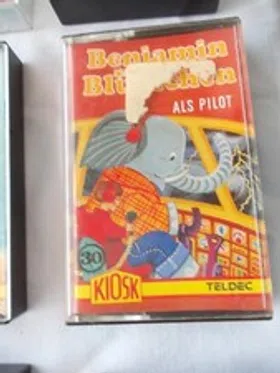 Benjamin
Blümchen
ALS PILOT
30
KIOSK
TELDEC